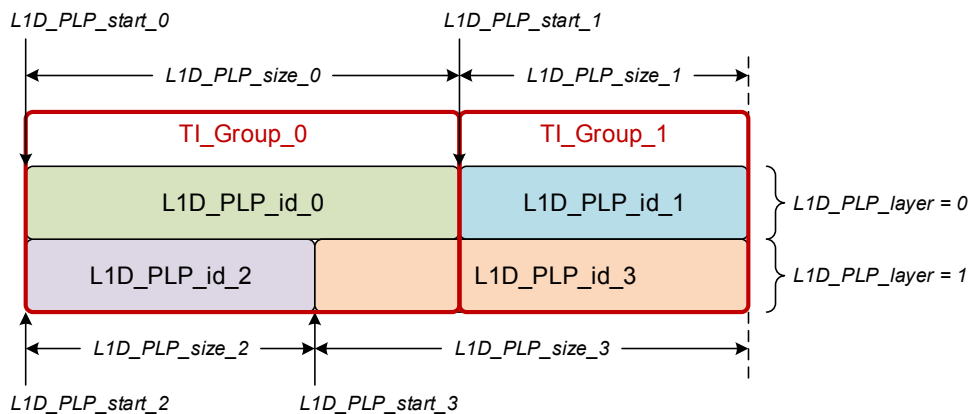 L1D_PLP_start_0
L1D_PLP_start_1
L1D_PLP_size_0
L1D_PLP_size_1
TI_Group_0
TI_Group_1
L1D_PLP_id_0
L1D_PLP_id_1
L1D_PLP_layer = 0
L1D_PLP_id_2
L1D_PLP_id_3
L1D_PLP_layer = 1
L1D_PLP_size_2
L1D_PLP_size_3
L1D_PLP_start_2
L1D_PLP_start_3